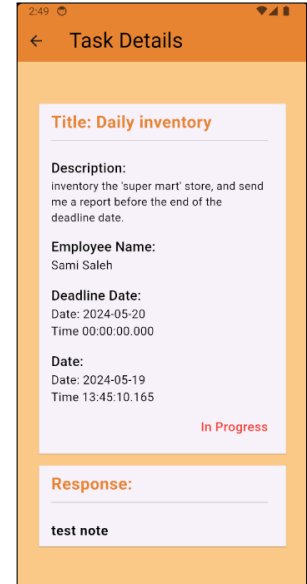 2:49
Task Details
Title: Daily inventory
Description:
inventory the 'super mart' store, and send
me a report before the end of the
deadline date.
Employee Name:
Sami Saleh
Deadline Date:
Date: 2024-05-20
Time 00:00:00.000
Date:
Date: 2024-05-19
Time 13:45:10.165
In Progress
Response:
test note